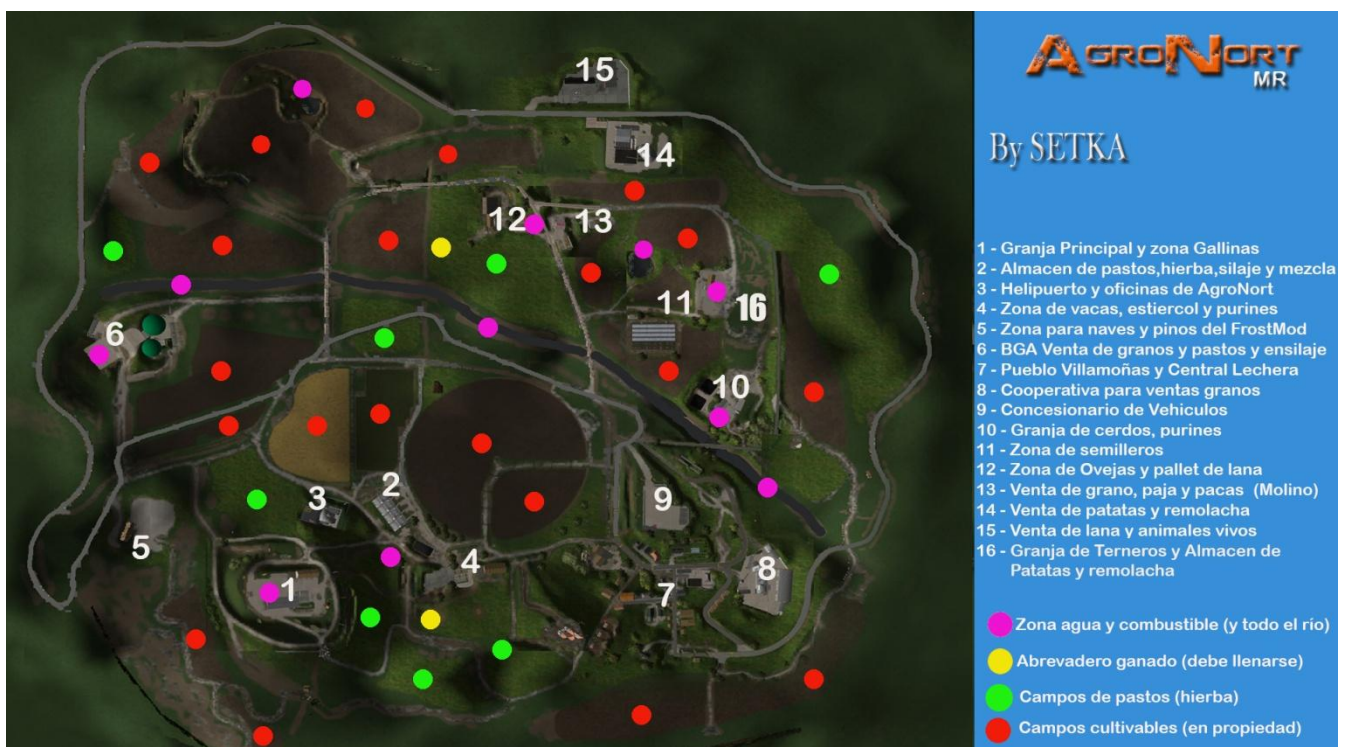 AGRONORT
MR
By SETKA
1 - Granja Principal y zona Gallinas
2 - Almacen de pastos,hierba,silaje y mezcla
3 - Helipuerto y oficinas de AgroNort
4 - Zona de vacas, estiercol y purines
5 - Zona para naves y pinos del FrostMod
6 - BGA Venta de granos y pastos y ensilaje
7 - Pueblo Villamoñas y Central Lechera
8 - Cooperativa para ventas granos
9 - Concesionario de Vehiculos
10 - Granja de cerdos, purines
11 - Zona de semilleros
12 - Zona de Ovejas y pallet de lana
13 - Venta de grano, paja y pacas (Molino)
14 - Venta de patatas y remolacha
15 - Venta de lana y animales vivos
16 - Granja de Terneros y Almacen de
Patatas y remolacha
Zona agua y combustible (y todo el río)
Abrevadero ganado (debe llenarse)
Campos de pastos (hierba)
Campos cultivables (en propiedad)
15
14
12
13
11
16
6
10
3
2
9
5
1
4
7
8